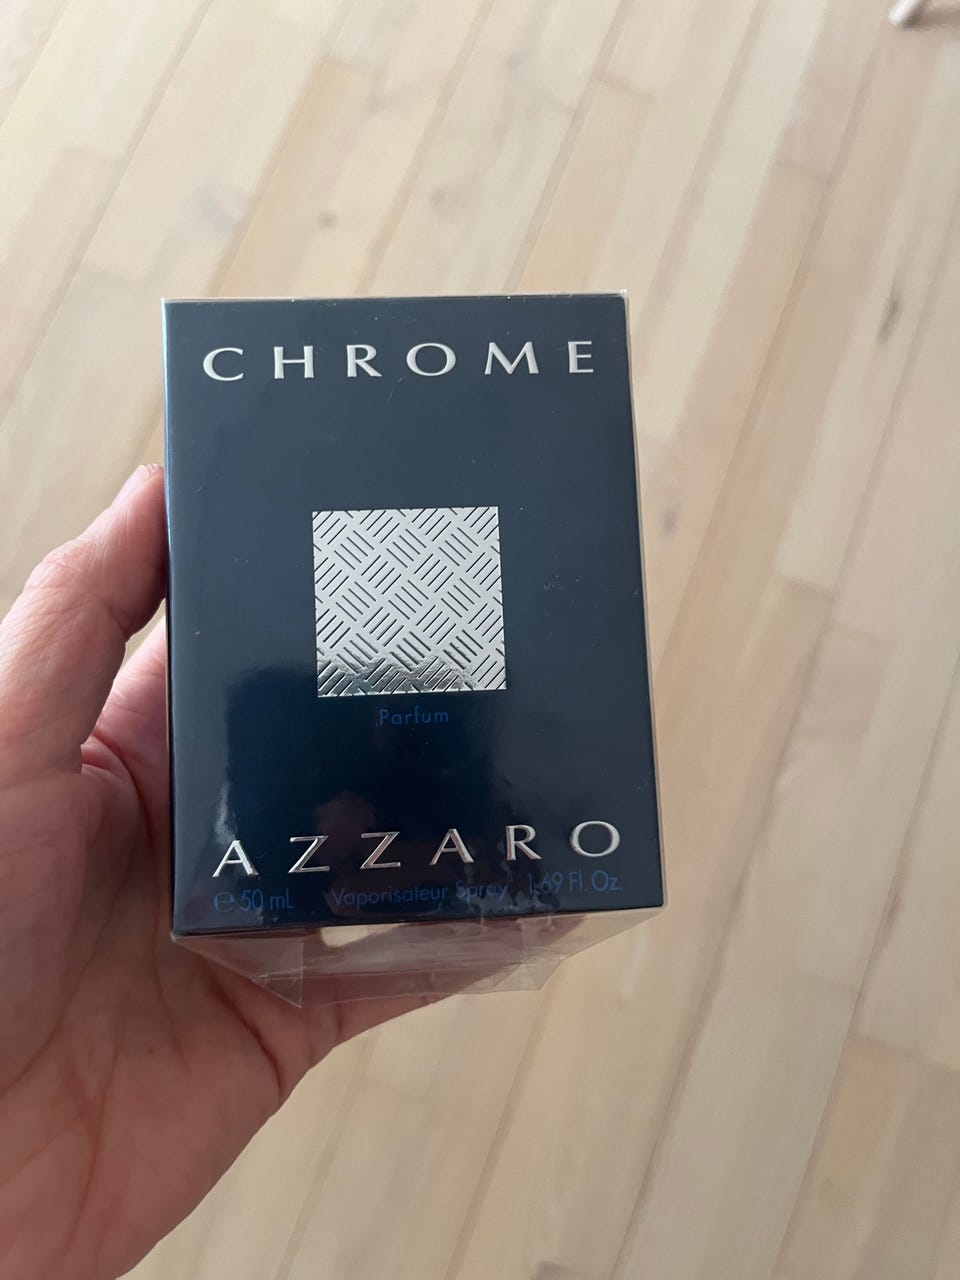 CHROME
Parfum
AZZARO
℮ 50 mL Vaporisateur Spray 1.69 Fl. Oz.